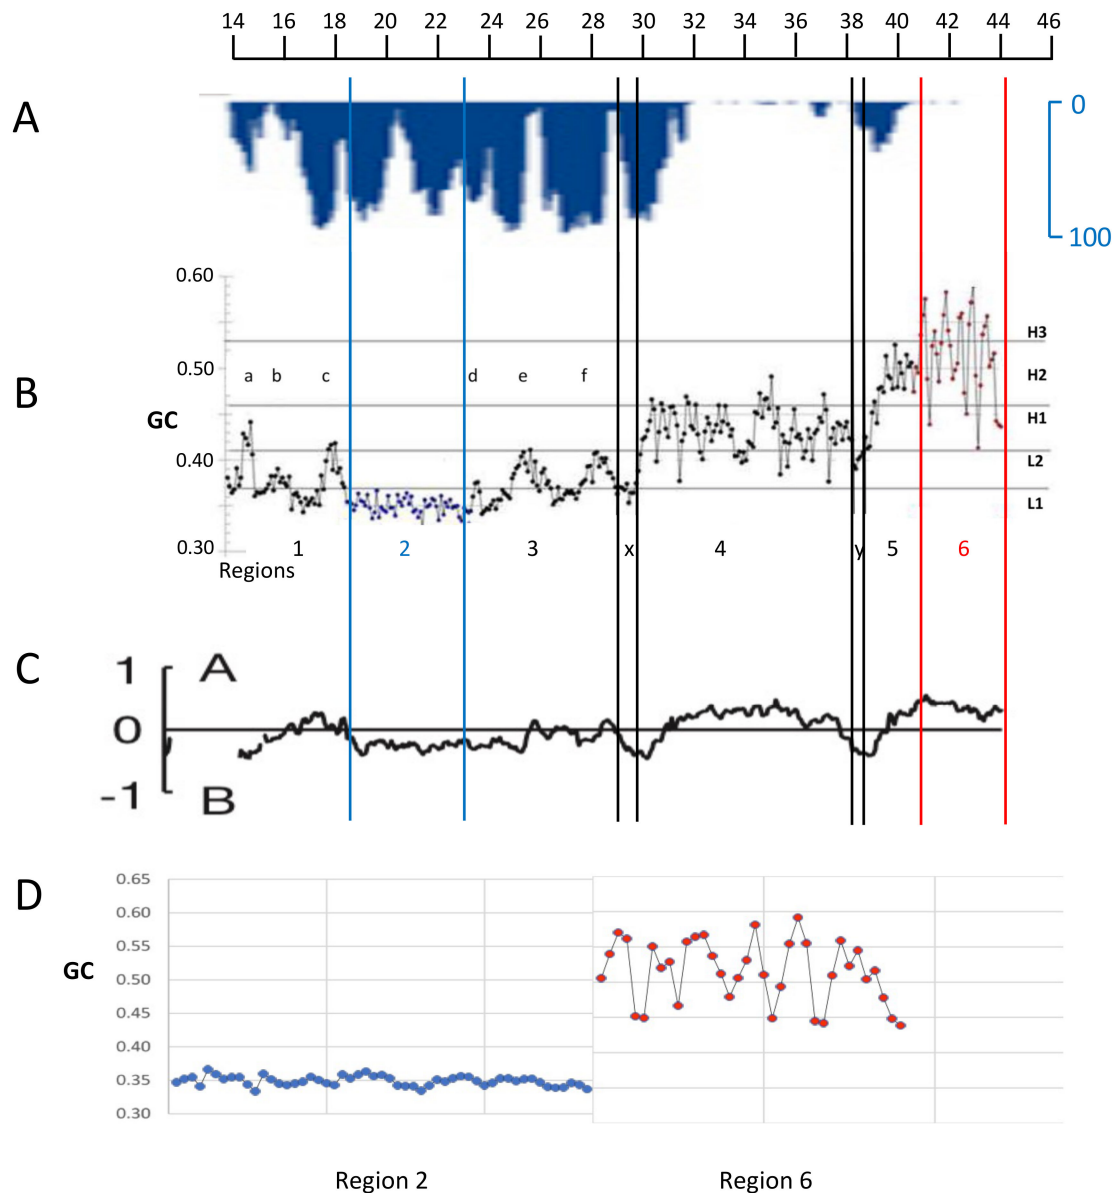 14 16 18 20 22 24 26 28 30 32 34 36 38 40 42 44 46
A
0
100
0.60
H3
0.50
a b c d e f
H2
B
GC
H1
0.40
L2
L1
0.30
1 2 3 x 4 y 5 6
Regions
C
1 A
0
-1 B
D
0.65
0.60
0.55
GC
0.50
0.45
0.40
0.35
0.30
Region 2 Region 6